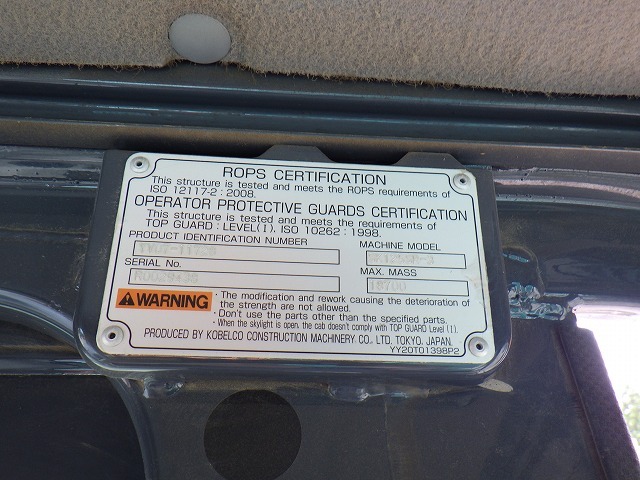 ROPS CERTIFICATION
This structure is tested and meets the ROPS requirements of
ISO 12117-2 : 2008.
OPERATOR PROTECTIVE GUARDS CERTIFICATION
This structure is tested and meets the requirements of
TOP GUARD : LEVEL(I), ISO 10262 : 1998.
PRODUCT IDENTIFICATION NUMBER
MACHINE MODEL
SERIAL No.
MAX. MASS
19700
WARNING
· The modification and rework causing the deterioration of
the strength are not allowed.
· Don't use the parts other than the specified parts.
· When the skylight is open, the cab doesn't comply with TOP GUARD Level (I).
PRODUCED BY KOBELCO CONSTRUCTION MACHINERY CO., LTD. TOKYO, JAPAN.
YY20T01398P2